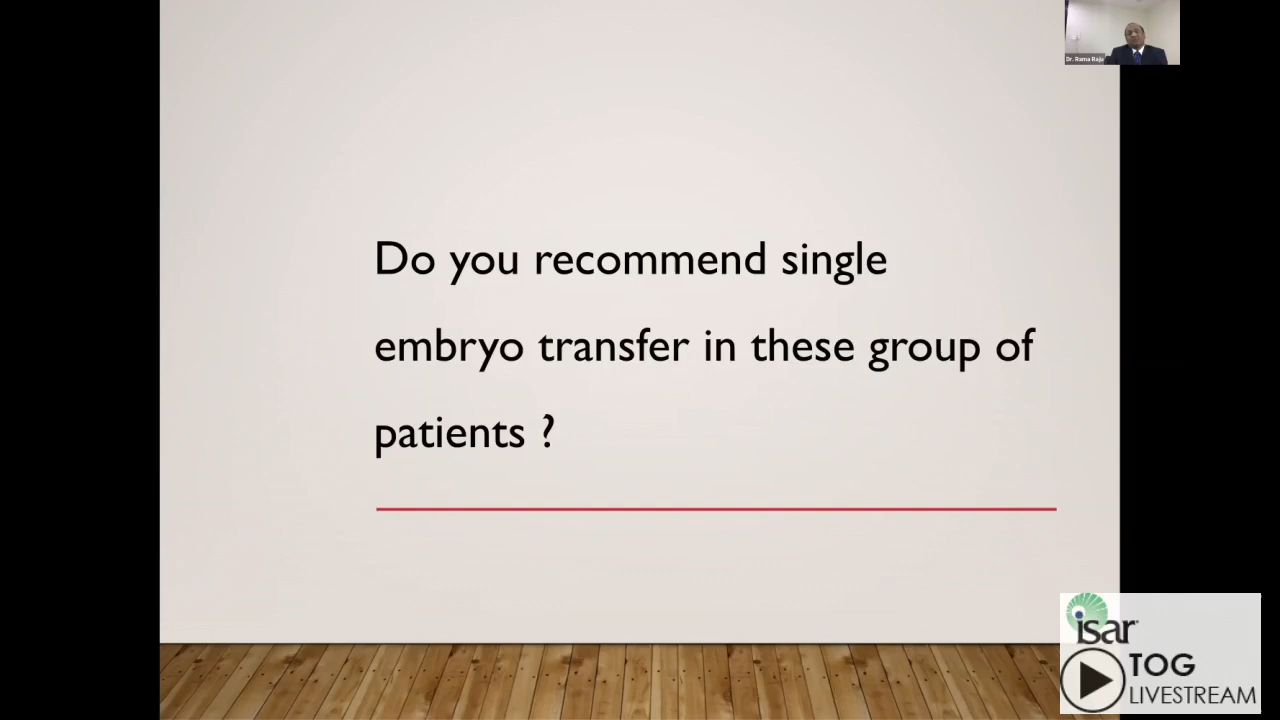 Dr. Rama Raju
Do you recommend single
embryo transfer in these group of
patients ?
isar
TOG
LIVESTREAM